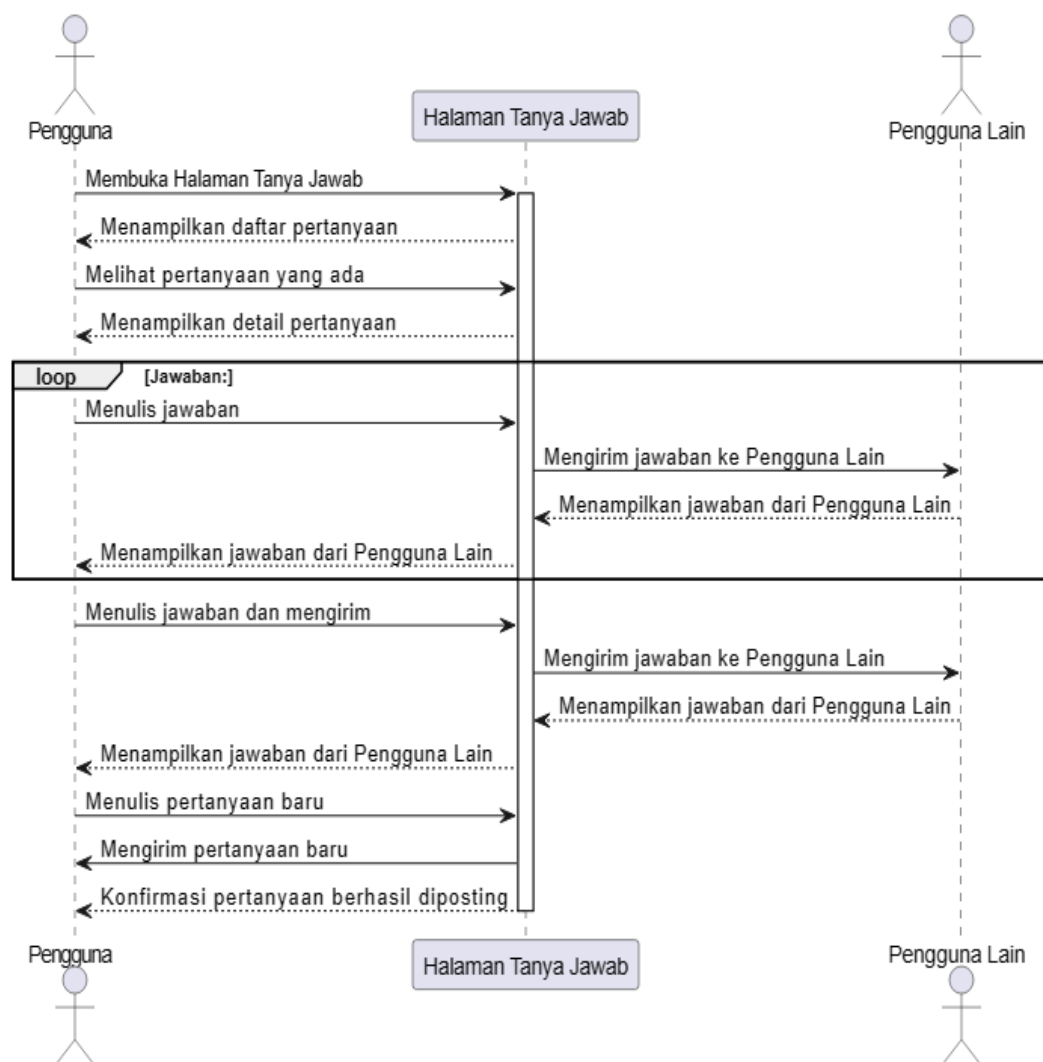 Pengguna
Halaman Tanya Jawab
Pengguna Lain
Membuka Halaman Tanya Jawab
Menampilkan daftar pertanyaan
Melihat pertanyaan yang ada
Menampilkan detail pertanyaan
loop
[Jawaban:]
Menulis jawaban
Mengirim jawaban ke Pengguna Lain
Menampilkan jawaban dari Pengguna Lain
Menampilkan jawaban dari Pengguna Lain
Menulis jawaban dan mengirim
Mengirim jawaban ke Pengguna Lain
Menampilkan jawaban dari Pengguna Lain
Menampilkan jawaban dari Pengguna Lain
Menulis pertanyaan baru
Mengirim pertanyaan baru
Konfirmasi pertanyaan berhasil diposting
Pengguna
Halaman Tanya Jawab
Pengguna Lain